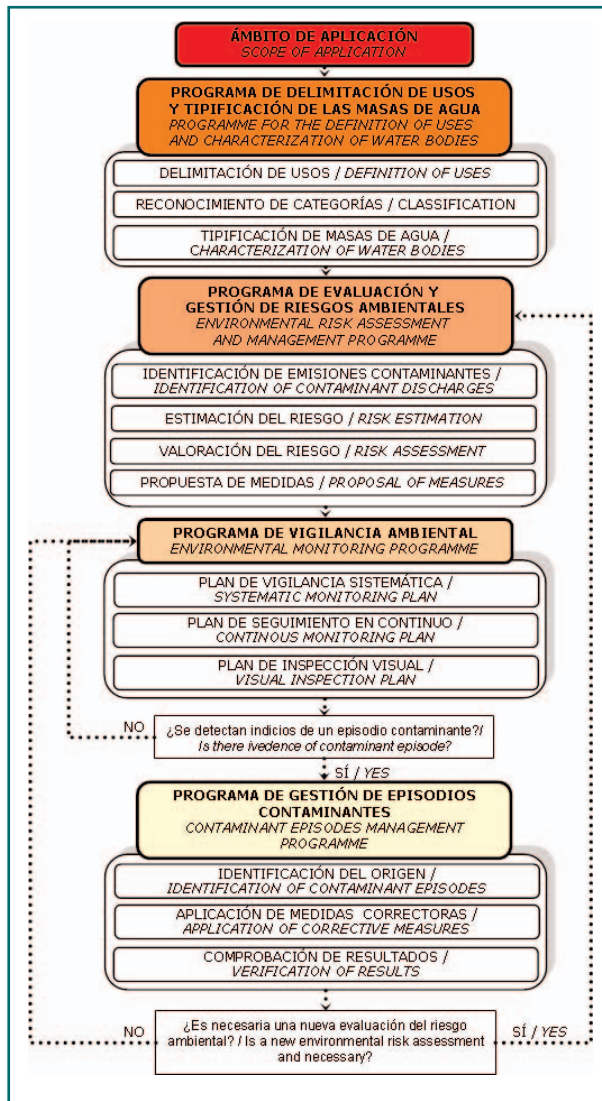 ÁMBITO DE APLICACIÓN
SCOPE OF APPLICATION
PROGRAMA DE DELIMITACIÓN DE USOS
Y TIPIFICACIÓN DE LAS MASAS DE AGUA
PROGRAMME FOR THE DEFINITION OF USES
AND CHARACTERIZATION OF WATER BODIES
DELIMITACIÓN DE USOS / DEFINITION OF USES
RECONOCIMIENTO DE CATEGORÍAS / CLASSIFICATION
TIPIFICACIÓN DE MASAS DE AGUA /
CHARACTERIZATION OF WATER BODIES
PROGRAMA DE EVALUACIÓN Y
GESTIÓN DE RIESGOS AMBIENTALES
ENVIRONMENTAL RISK ASSESSMENT
AND MANAGEMENT PROGRAMME
IDENTIFICACIÓN DE EMISIONES CONTAMINANTES /
IDENTIFICATION OF CONTAMINANT DISCHARGES
ESTIMACIÓN DEL RIESGO / RISK ESTIMATION
VALORACIÓN DEL RIESGO / RISK ASSESSMENT
PROPUESTA DE MEDIDAS / PROPOSAL OF MEASURES
PROGRAMA DE VIGILANCIA AMBIENTAL
ENVIRONMENTAL MONITORING PROGRAMME
PLAN DE VIGILANCIA SISTEMÁTICA /
SYSTEMATIC MONITORING PLAN
PLAN DE SEGUIMIENTO EN CONTINUO /
CONTINOUS MONITORING PLAN
PLAN DE INSPECCIÓN VISUAL /
VISUAL INSPECTION PLAN
NO
¿Se detectan indicios de un episodio contaminante?/
Is there ivedence of contaminant episode?
SÍ / YES
PROGRAMA DE GESTIÓN DE EPISODIOS
CONTAMINANTES
CONTAMINANT EPISODES MANAGEMENT
PROGRAMME
IDENTIFICACIÓN DEL ORIGEN /
IDENTIFICATION OF CONTAMINANT EPISODES
APLICACIÓN DE MEDIDAS CORRECTORAS /
APPLICATION OF CORRECTIVE MEASURES
COMPROBACIÓN DE RESULTADOS /
VERIFICATION OF RESULTS
NO
¿Es necesaria una nueva evaluación del riesgo
ambiental? / Is a new environmental risk assessment
and necessary?
SÍ / YES